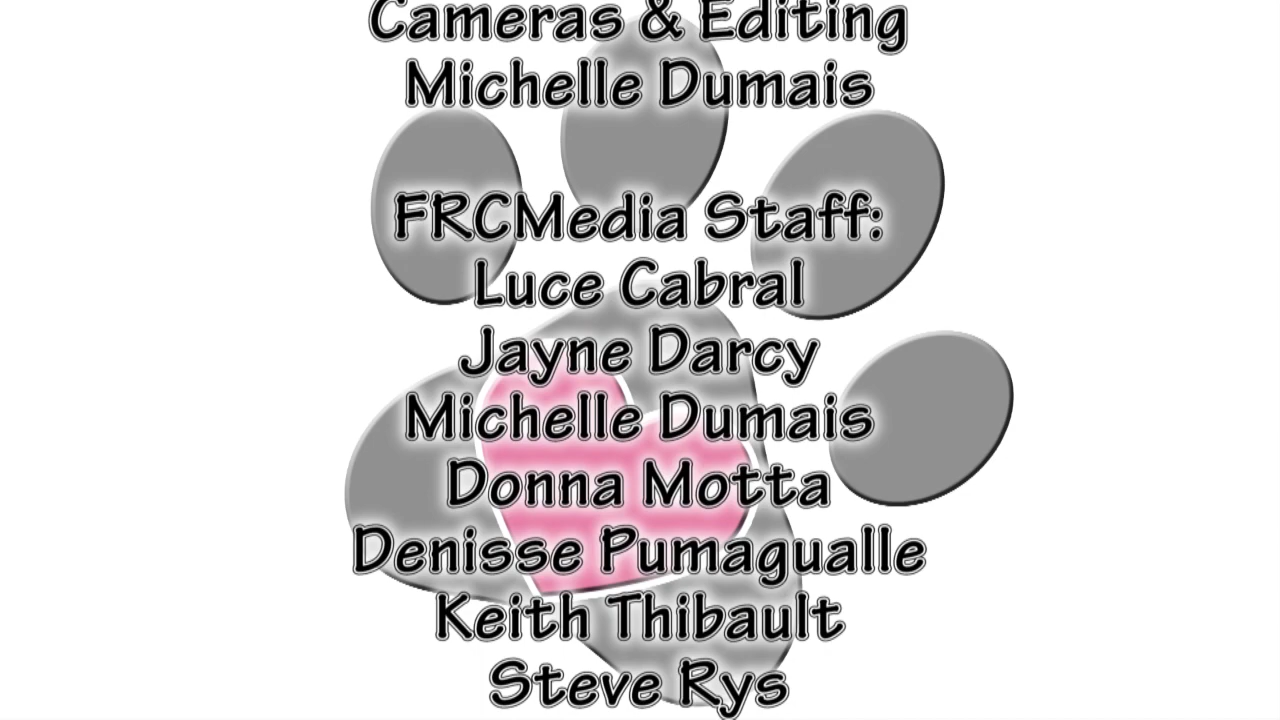 Cameras & Editing
Michelle Dumais
FRCMedia Staff:
Luce Cabral
Jayne Darcy
Michelle Dumais
Donna Motta
Denisse Pumagualle
Keith Thibault
Steve Rys